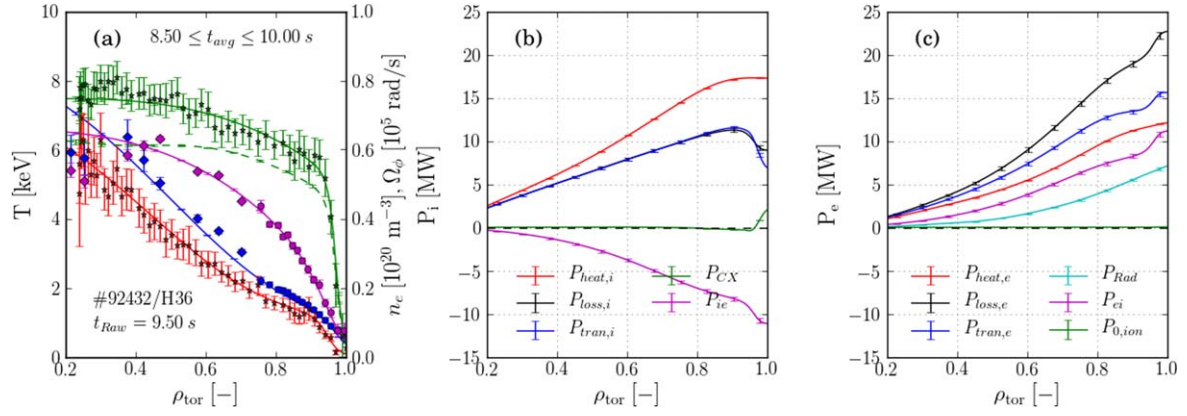 (a)
8.50 ≤ t_avg ≤ 10.00 s
#92432/H36
t_Raw = 9.50 s
T [keV]
10
8
6
4
2
0
0.2 0.4 0.6 0.8 1.0
ρ_tor [−]
1.0
0.8
0.6
0.4
0.2
0.0
n_e [10^20 m^−3], Ω_ϕ [10^5 rad/s]
(b)
P_i [MW]
25
20
15
10
5
0
−5
−10
−15
P_heat,i P_CX
P_loss,i P_ie
P_tran,i
0.2 0.4 0.6 0.8 1.0
ρ_tor [−]
(c)
P_e [MW]
25
20
15
10
5
0
−5
−10
−15
P_heat,e P_Rad
P_loss,e P_ei
P_tran,e P_0,ion
0.2 0.4 0.6 0.8 1.0
ρ_tor [−]